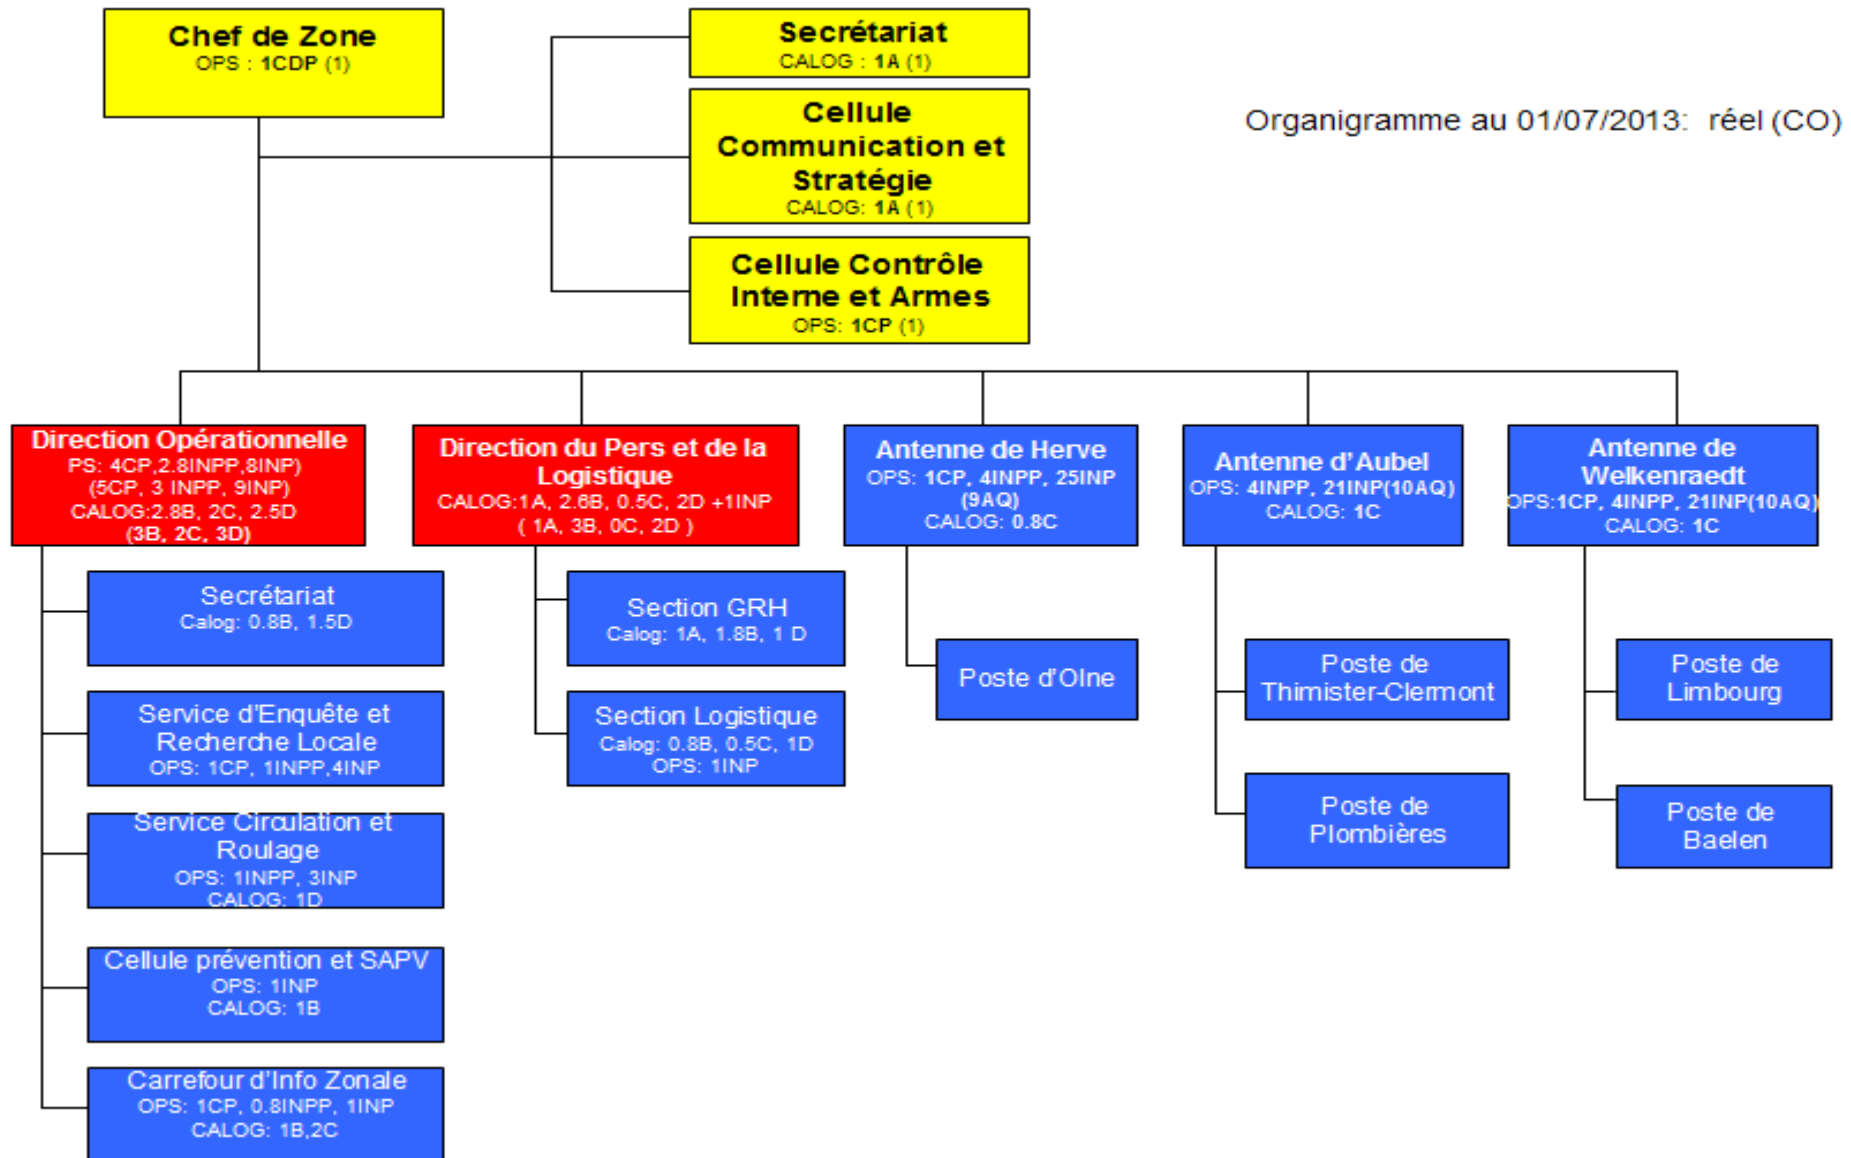 Chef de Zone
OPS : 1CDP (1)
Secrétariat
CALOG : 1A (1)
Cellule
Communication et
Stratégie
CALOG: 1A (1)
Cellule Contrôle
Interne et Armes
OPS: 1CP (1)
Organigramme au 01/07/2013: réel (CO)
Direction Opérationnelle
PS: 4CP,2.8INPP,8INP)
(5CP, 3 INPP, 9INP)
CALOG:2.8B, 2C, 2.5D
(3B, 2C, 3D)
Direction du Pers et de la
Logistique
CALOG:1A, 2.6B, 0.5C, 2D +1INP
( 1A, 3B, 0C, 2D )
Antenne de Herve
OPS: 1CP, 4INPP, 25INP
(9AQ)
CALOG: 0.8C
Antenne d'Aubel
OPS: 4INPP, 21INP(10AQ)
CALOG: 1C
Antenne de
Welkenraedt
OPS:1CP, 4INPP, 21INP(10AQ)
CALOG: 1C
Secrétariat
Calog: 0.8B, 1.5D
Service d'Enquête et
Recherche Locale
OPS: 1CP, 1INPP,4INP
Service Circulation et
Roulage
OPS: 1INPP, 3INP
CALOG: 1D
Cellule prévention et SAPV
OPS: 1INP
CALOG: 1B
Carrefour d'Info Zonale
OPS: 1CP, 0.8INPP, 1INP
CALOG: 1B,2C
Section GRH
Calog: 1A, 1.8B, 1 D
Section Logistique
Calog: 0.8B, 0.5C, 1D
OPS: 1INP
Poste d'Olne
Poste de
Thimister-Clermont
Poste de
Plombières
Poste de
Limbourg
Poste de
Baelen